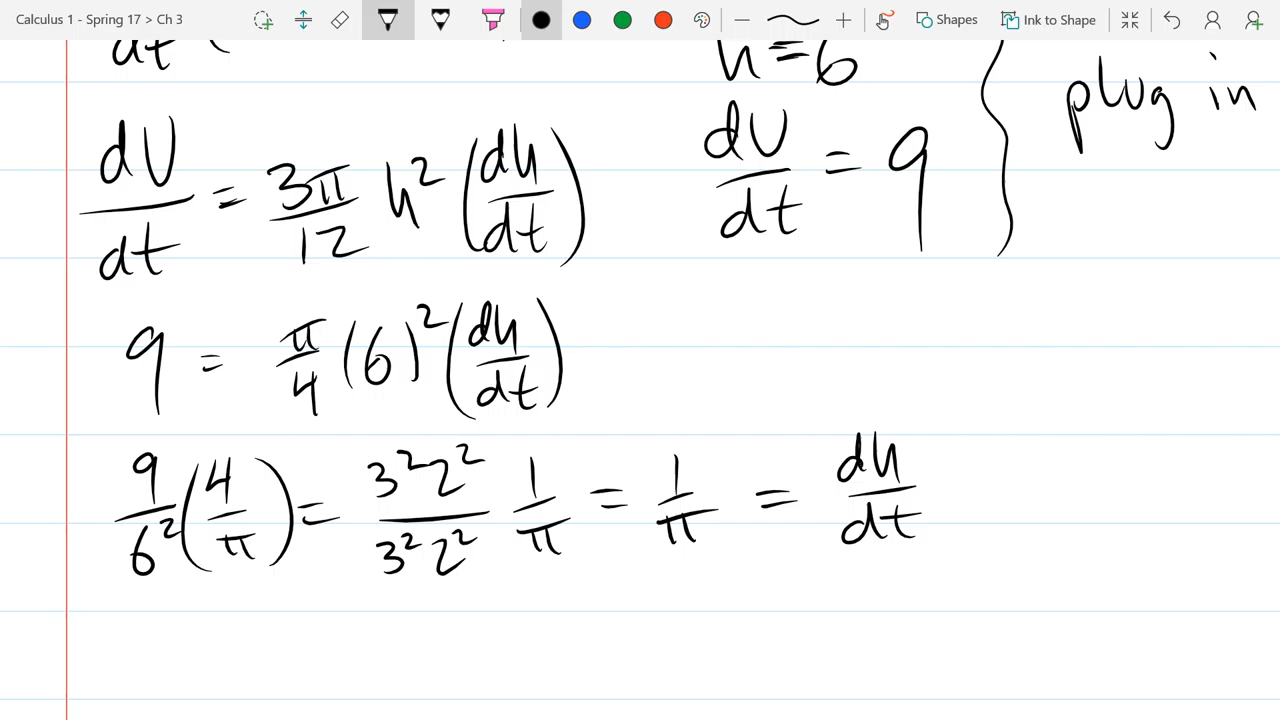 Calculus 1 - Spring 17 > Ch 3
Shapes
Ink to Shape
dt (
h = 6
plug in
dV/dt = 3π/12 h² (dh/dt)
dV/dt = 9
9 = π/4 (6)² (dh/dt)
9/6² (4/π) = 3²2²/3²2² 1/π = 1/π = dh/dt